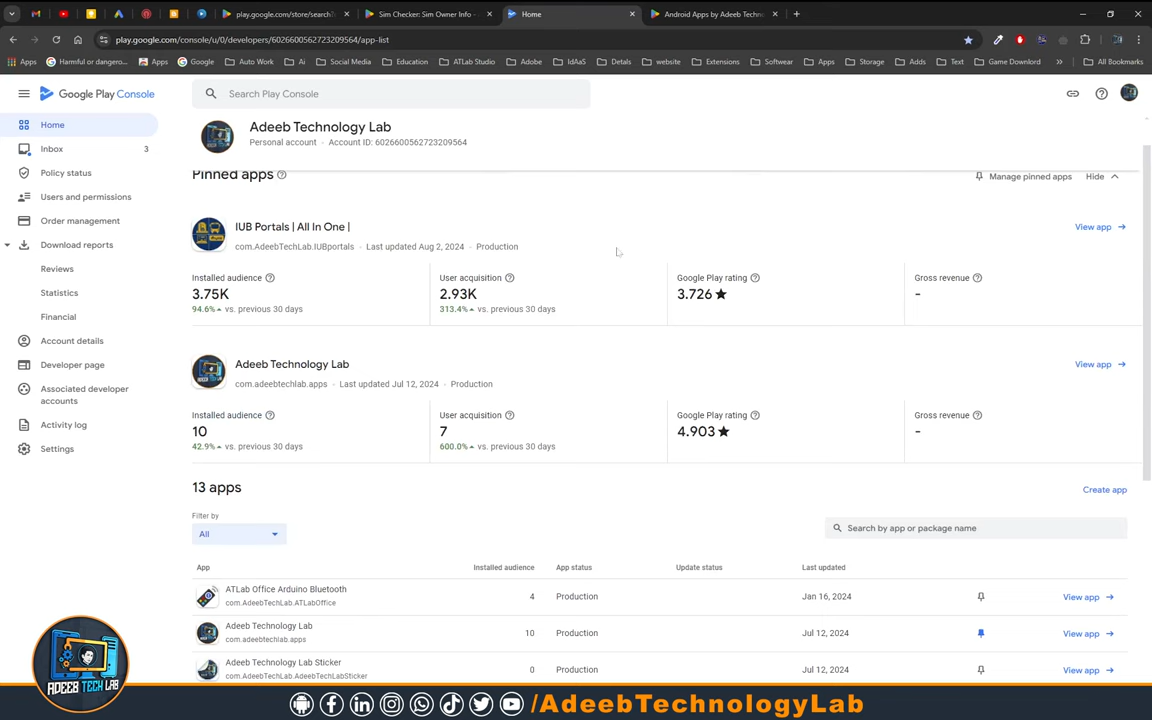 play.google.com/store/search?
Sim Checker: Sim Owner Info -
Home
Android Apps by Adeeb Techno
play.google.com/console/u/0/developers/6026600562723209564/app-list
Apps
Harmful or dangero...
Apps
Google
Auto Work
Ai
Social Media
Education
ATLab Studio
Adobe
IdAaS
Detals
website
Extensions
Softwear
Apps
Storage
Adds
Text
Game Downlord
All Bookmarks
Google Play Console
Search Play Console
Home
Inbox 3
Policy status
Users and permissions
Order management
Download reports
Reviews
Statistics
Financial
Account details
Developer page
Associated developer
accounts
Activity log
Settings
Adeeb Technology Lab
Personal account · Account ID: 6026600562723209564
Pinned apps
Manage pinned apps
Hide
IUB Portals | All In One |
View app
com.AdeebTechLab.IUBportals · Last updated Aug 2, 2024 · Production
Installed audience
User acquisition
Google Play rating
Gross revenue
3.75K
2.93K
3.726 ★
-
94.6% vs. previous 30 days
313.4% vs. previous 30 days
Adeeb Technology Lab
View app
com.adeebtechlab.apps · Last updated Jul 12, 2024 · Production
Installed audience
User acquisition
Google Play rating
Gross revenue
10
7
4.903 ★
-
42.9% vs. previous 30 days
600.0% vs. previous 30 days
13 apps
Create app
Filter by
All
Search by app or package name
App
Installed audience
App status
Update status
Last updated
ATLab Office Arduino Bluetooth
com.AdeebTechLab.ATLabOffice
4
Production
Jan 16, 2024
View app
Adeeb Technology Lab
com.adeebtechlab.apps
10
Production
Jul 12, 2024
View app
Adeeb Technology Lab Sticker
com.AdeebTechLab.AdeebTechLabSticker
0
Production
Jul 12, 2024
View app
ADEEB TECH LAB
/AdeebTechnologyLab